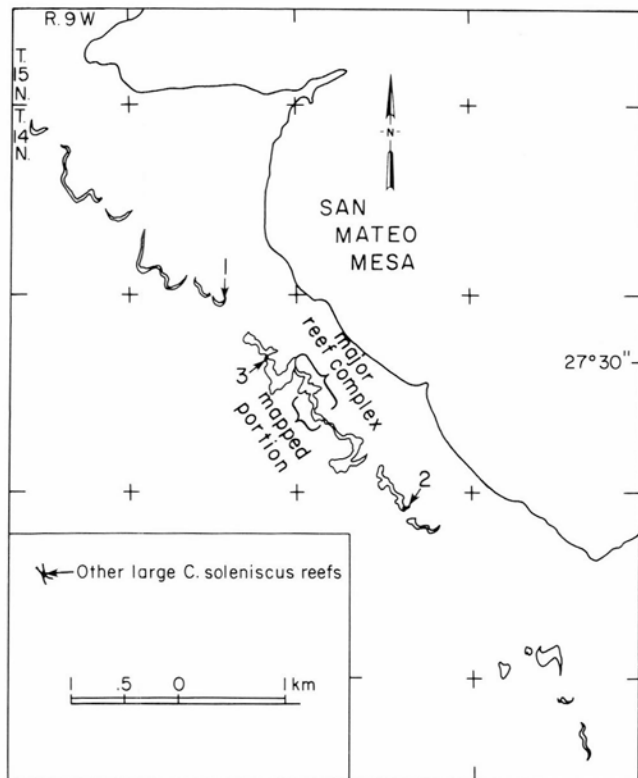 R. 9 W
T.
15
N.
T.
14
N.
-N-
SAN
MATEO
MESA
1
27°30"
major
reef complex
3
mapped
portion
2
Other large C. soleniscus reefs
1 .5 0 1 km